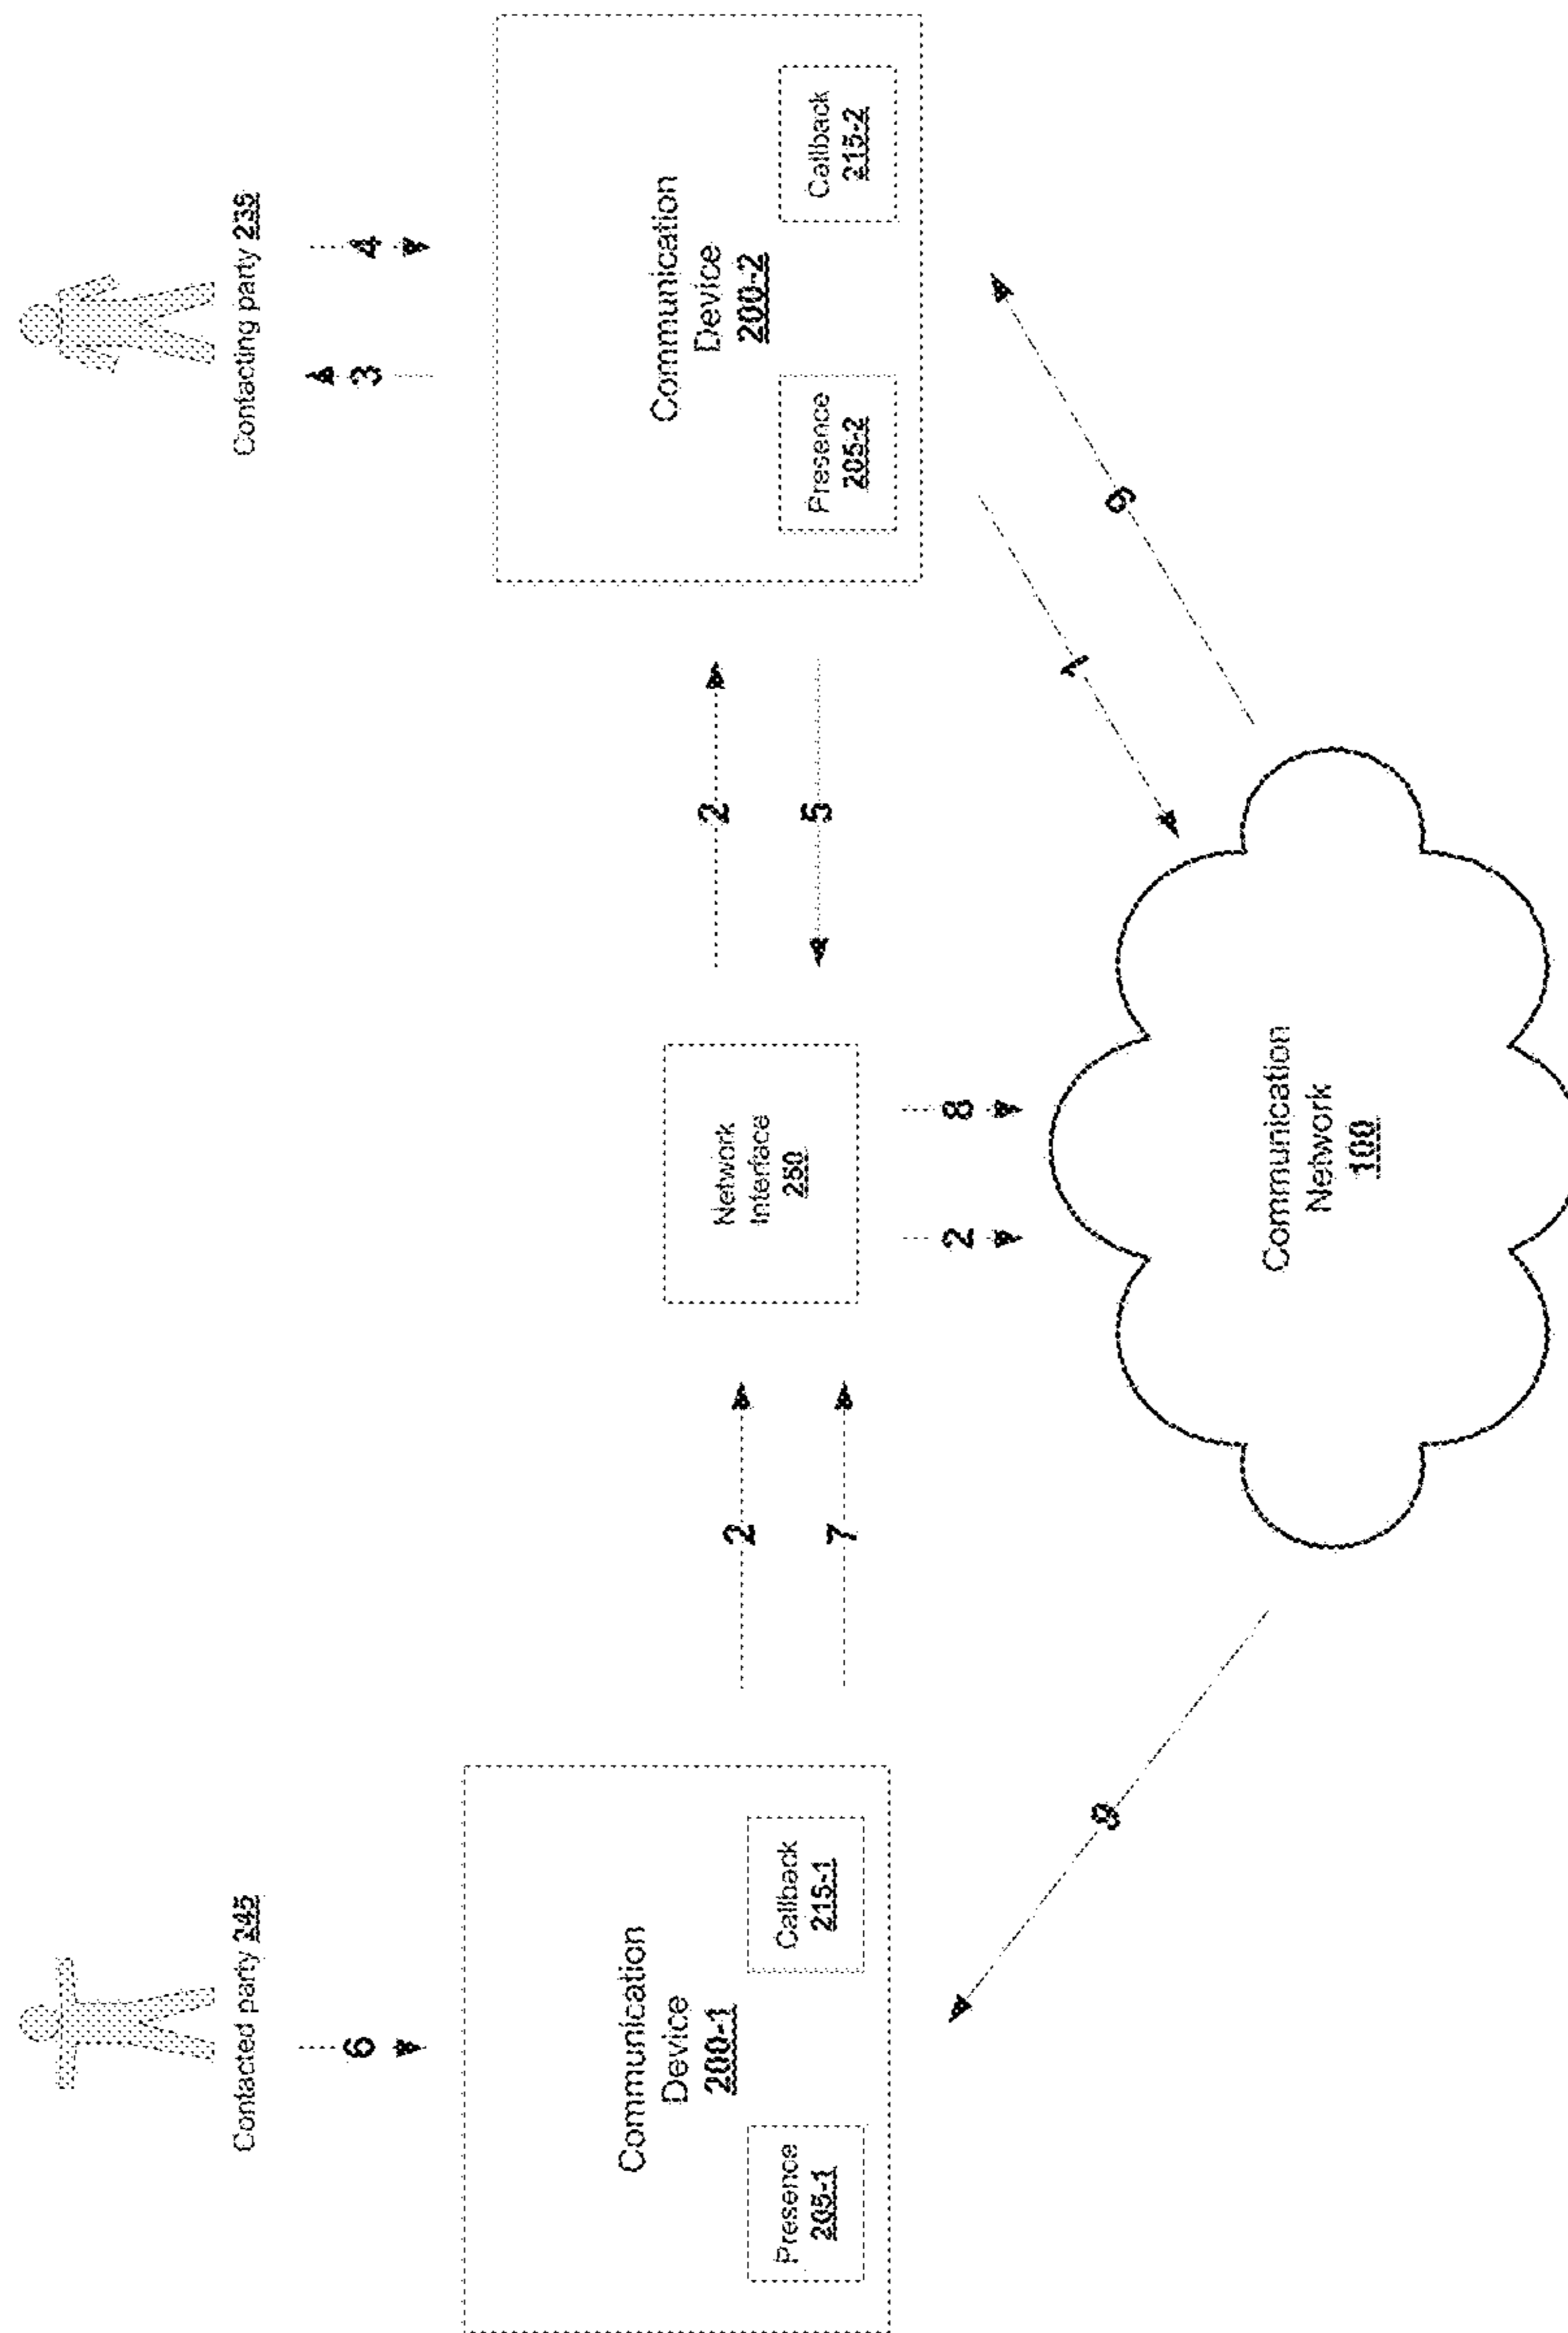 Contacted party 245
Contacting party 235
6
3
4
Communication
Device
200-1
Presence
205-1
Callback
215-1
2
7
Network
Interface
250
2
5
Communication
Device
200-2
Presence
205-2
Callback
215-2
2
8
1
9
9
Communication
Network
100